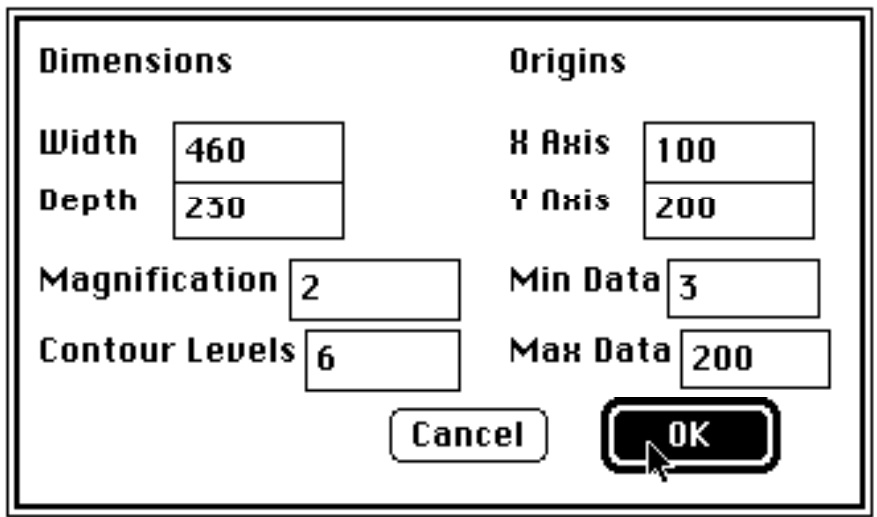 Dimensions Origins
Width 460 X Axis 100
Depth 230 Y Axis 200
Magnification 2 Min Data 3
Contour Levels 6 Max Data 200
Cancel OK